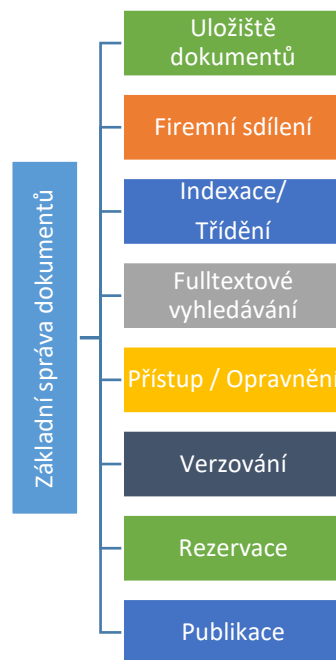 Základní správa dokumentů
Uložiště
dokumentů
Firemní sdílení
Indexace/
Třídění
Fulltextové
vyhledávání
Přístup / Opravnění
Verzování
Rezervace
Publikace